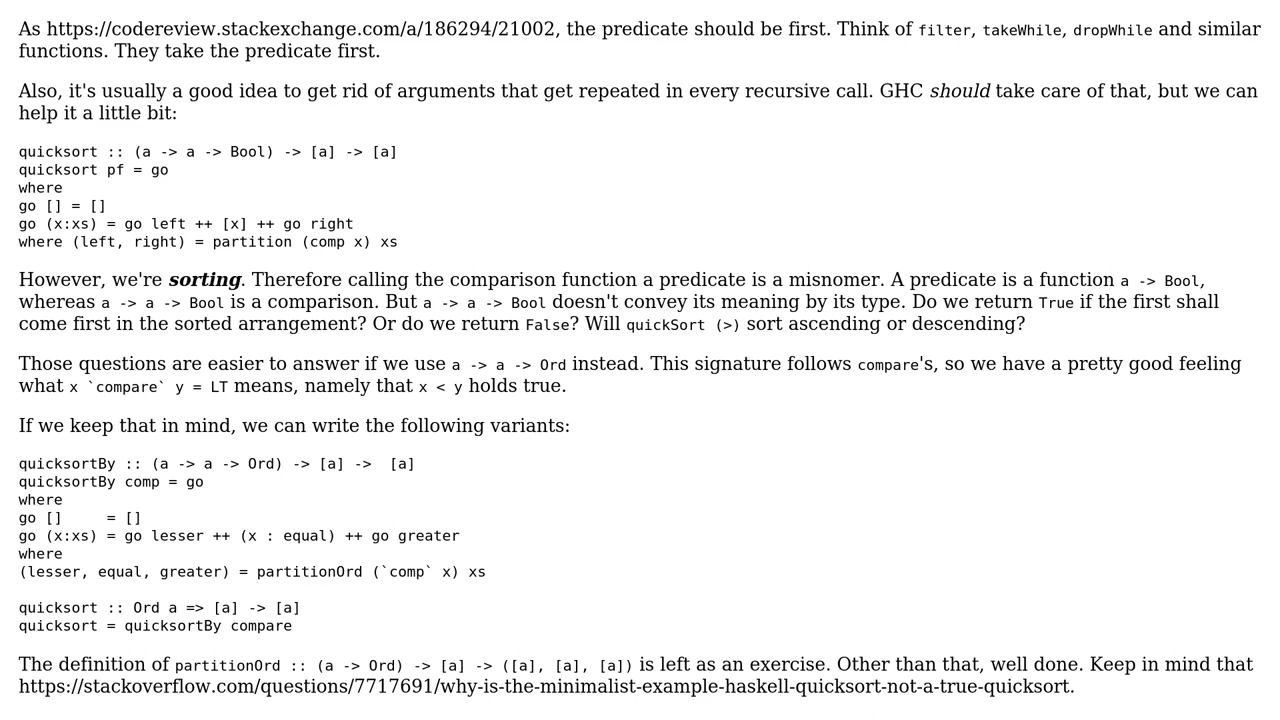 As https://codereview.stackexchange.com/a/186294/21002, the predicate should be first. Think of filter, takeWhile, dropWhile and similar
functions. They take the predicate first.
Also, it's usually a good idea to get rid of arguments that get repeated in every recursive call. GHC should take care of that, but we can
help it a little bit:
quicksort :: (a -> a -> Bool) -> [a] -> [a]
quicksort pf = go
where
go [] = []
go (x:xs) = go left ++ [x] ++ go right
where (left, right) = partition (comp x) xs
However, we're sorting. Therefore calling the comparison function a predicate is a misnomer. A predicate is a function a -> Bool,
whereas a -> a -> Bool is a comparison. But a -> a -> Bool doesn't convey its meaning by its type. Do we return True if the first shall
come first in the sorted arrangement? Or do we return False? Will quickSort (>) sort ascending or descending?
Those questions are easier to answer if we use a -> a -> Ord instead. This signature follows compare's, so we have a pretty good feeling
what x `compare` y = LT means, namely that x < y holds true.
If we keep that in mind, we can write the following variants:
quicksortBy :: (a -> a -> Ord) -> [a] ->  [a]
quicksortBy comp = go
where
go []     = []
go (x:xs) = go lesser ++ (x : equal) ++ go greater
where
(lesser, equal, greater) = partitionOrd (`comp` x) xs
quicksort :: Ord a => [a] -> [a]
quicksort = quicksortBy compare
The definition of partitionOrd :: (a -> Ord) -> [a] -> ([a], [a], [a]) is left as an exercise. Other than that, well done. Keep in mind that
https://stackoverflow.com/questions/7717691/why-is-the-minimalist-example-haskell-quicksort-not-a-true-quicksort.